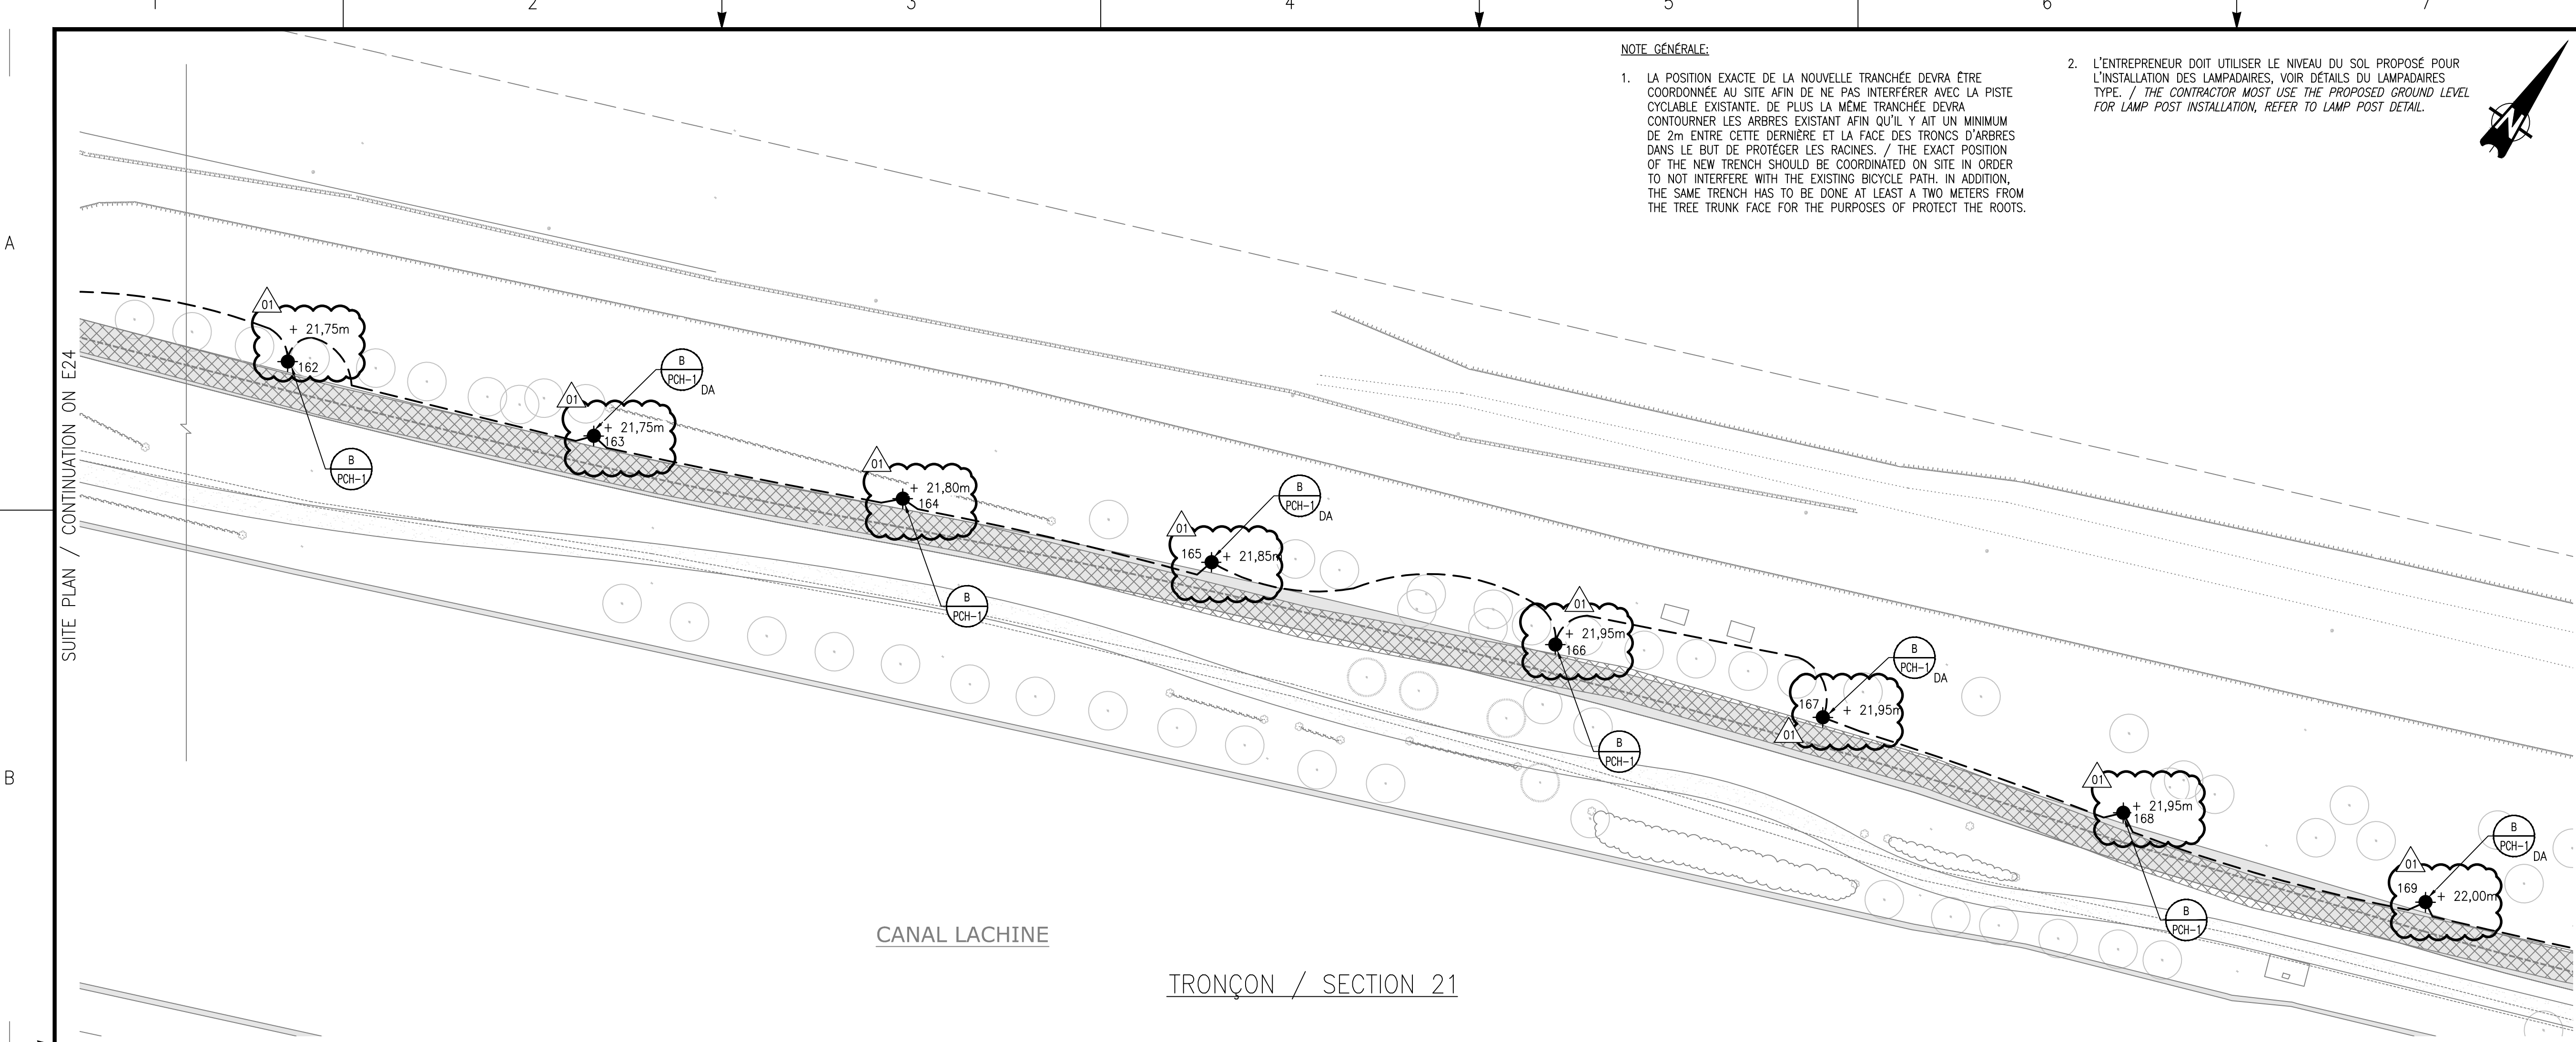 1 2 3 4 5 6 7
NOTE GÉNÉRALE:
1. LA POSITION EXACTE DE LA NOUVELLE TRANCHÉE DEVRA ÊTRE
COORDONNÉE AU SITE AFIN DE NE PAS INTERFÉRER AVEC LA PISTE
CYCLABLE EXISTANTE. DE PLUS LA MÊME TRANCHÉE DEVRA
CONTOURNER LES ARBRES EXISTANT AFIN QU'IL Y AIT UN MINIMUM
DE 2m ENTRE CETTE DERNIÈRE ET LA FACE DES TRONCS D'ARBRES
DANS LE BUT DE PROTÉGER LES RACINES. / THE EXACT POSITION
OF THE NEW TRENCH SHOULD BE COORDINATED ON SITE IN ORDER
TO NOT INTERFERE WITH THE EXISTING BICYCLE PATH. IN ADDITION,
THE SAME TRENCH HAS TO BE DONE AT LEAST A TWO METERS FROM
THE TREE TRUNK FACE FOR THE PURPOSES OF PROTECT THE ROOTS.
2. L'ENTREPRENEUR DOIT UTILISER LE NIVEAU DU SOL PROPOSÉ POUR
L'INSTALLATION DES LAMPADAIRES, VOIR DÉTAILS DU LAMPADAIRES
TYPE. / THE CONTRACTOR MOST USE THE PROPOSED GROUND LEVEL
FOR LAMP POST INSTALLATION, REFER TO LAMP POST DETAIL.
N
A
B
SUITE PLAN / CONTINUATION ON E24
01
+ 21,75m
162
B
PCH-1
01
+ 21,75m
163
B
PCH-1
DA
01
+ 21,80m
164
B
PCH-1
01
165
+ 21,85m
B
PCH-1
DA
01
+ 21,95m
166
B
PCH-1
167
+ 21,95m
01
B
PCH-1
DA
01
+ 21,95m
168
B
PCH-1
01
169
+ 22,00m
B
PCH-1
DA
CANAL LACHINE
TRONÇON / SECTION 21